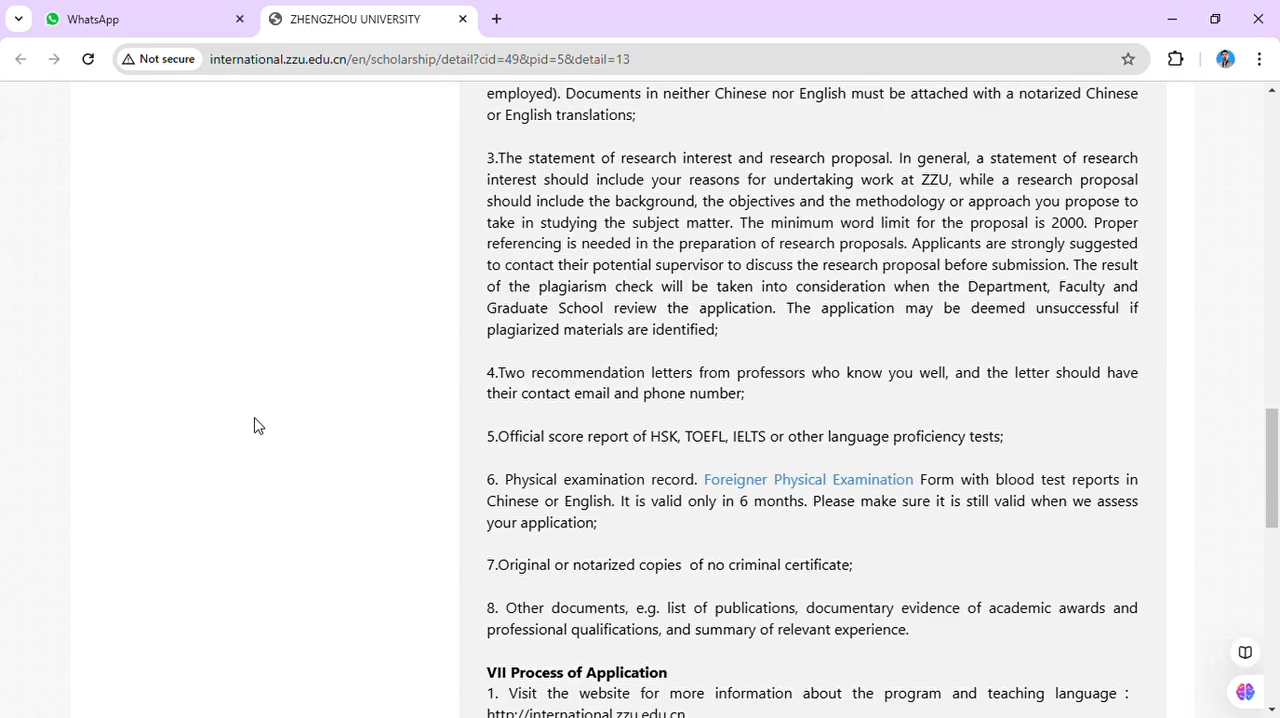 WhatsApp
ZHENGZHOU UNIVERSITY
Not secure
international.zzu.edu.cn/en/scholarship/detail?cid=49&pid=5&detail=13
employed). Documents in neither Chinese nor English must be attached with a notarized Chinese
or English translations;
3.The statement of research interest and research proposal. In general, a statement of research
interest should include your reasons for undertaking work at ZZU, while a research proposal
should include the background, the objectives and the methodology or approach you propose to
take in studying the subject matter. The minimum word limit for the proposal is 2000. Proper
referencing is needed in the preparation of research proposals. Applicants are strongly suggested
to contact their potential supervisor to discuss the research proposal before submission. The result
of the plagiarism check will be taken into consideration when the Department, Faculty and
Graduate School review the application. The application may be deemed unsuccessful if
plagiarized materials are identified;
4.Two recommendation letters from professors who know you well, and the letter should have
their contact email and phone number;
5.Official score report of HSK, TOEFL, IELTS or other language proficiency tests;
6. Physical examination record. Foreigner Physical Examination Form with blood test reports in
Chinese or English. It is valid only in 6 months. Please make sure it is still valid when we assess
your application;
7.Original or notarized copies of no criminal certificate;
8. Other documents, e.g. list of publications, documentary evidence of academic awards and
professional qualifications, and summary of relevant experience.
VII Process of Application
1. Visit the website for more information about the program and teaching language：
http://international.zzu.edu.cn